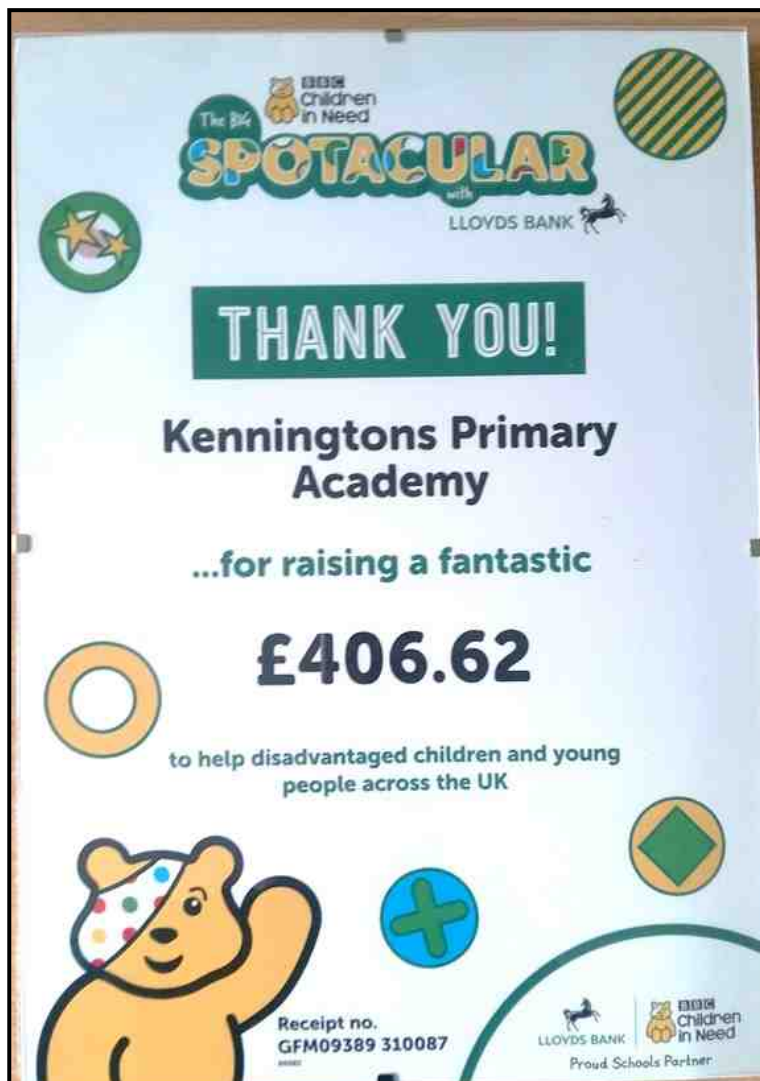 BBC
Children
in Need
The Big
SPOTACULAR
with
LLOYDS BANK
THANK YOU!
Kenningtons Primary
Academy
...for raising a fantastic
£406.62
to help disadvantaged children and young
people across the UK
Receipt no.
GFM09389 310087
LLOYDS BANK
BBC
Children
in Need
Proud Schools Partner